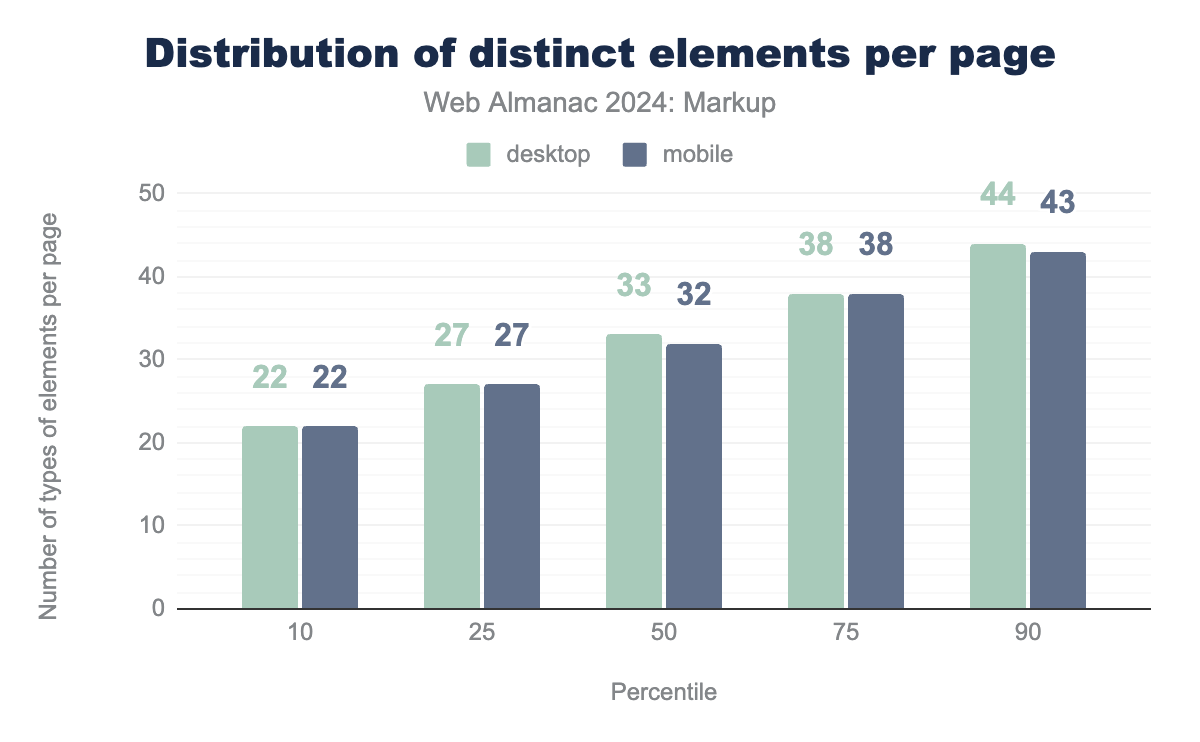 Distribution of distinct elements per page
Web Almanac 2024: Markup
desktop mobile
Number of types of elements per page
50
40
30
20
10
0
22 22
27 27
33 32
38 38
44 43
10 25 50 75 90
Percentile